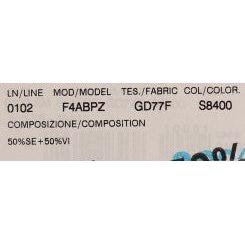 LN/LINE MOD/MODEL TES./FABRIC COL/COLOR.
0102 F4ABPZ GD77F S8400
COMPOSIZIONE/COMPOSITION
50%SE+50%VI